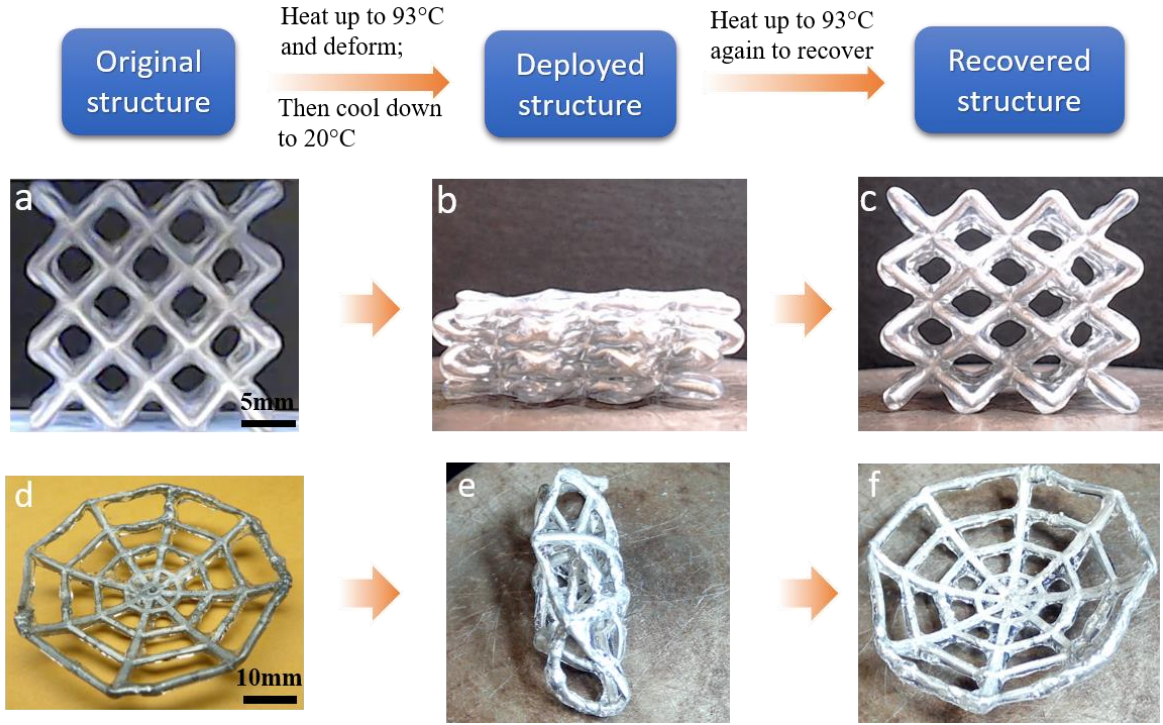 Original
structure
Heat up to 93°C
and deform;
Then cool down
to 20°C
Deployed
structure
Heat up to 93°C
again to recover
Recovered
structure
a
5mm
b
c
d
10mm
e
f